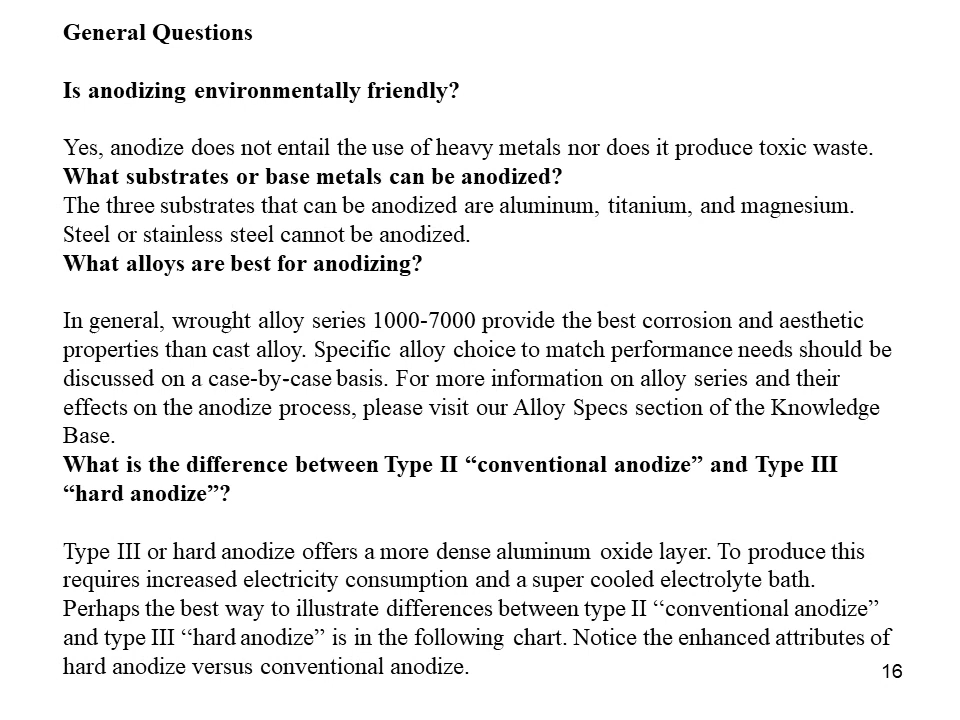 General Questions
Is anodizing environmentally friendly?
Yes, anodize does not entail the use of heavy metals nor does it produce toxic waste.
What substrates or base metals can be anodized?
The three substrates that can be anodized are aluminum, titanium, and magnesium.
Steel or stainless steel cannot be anodized.
What alloys are best for anodizing?
In general, wrought alloy series 1000-7000 provide the best corrosion and aesthetic
properties than cast alloy. Specific alloy choice to match performance needs should be
discussed on a case-by-case basis. For more information on alloy series and their
effects on the anodize process, please visit our Alloy Specs section of the Knowledge
Base.
What is the difference between Type II “conventional anodize” and Type III
“hard anodize”?
Type III or hard anodize offers a more dense aluminum oxide layer. To produce this
requires increased electricity consumption and a super cooled electrolyte bath.
Perhaps the best way to illustrate differences between type II “conventional anodize”
and type III “hard anodize” is in the following chart. Notice the enhanced attributes of
hard anodize versus conventional anodize.
16